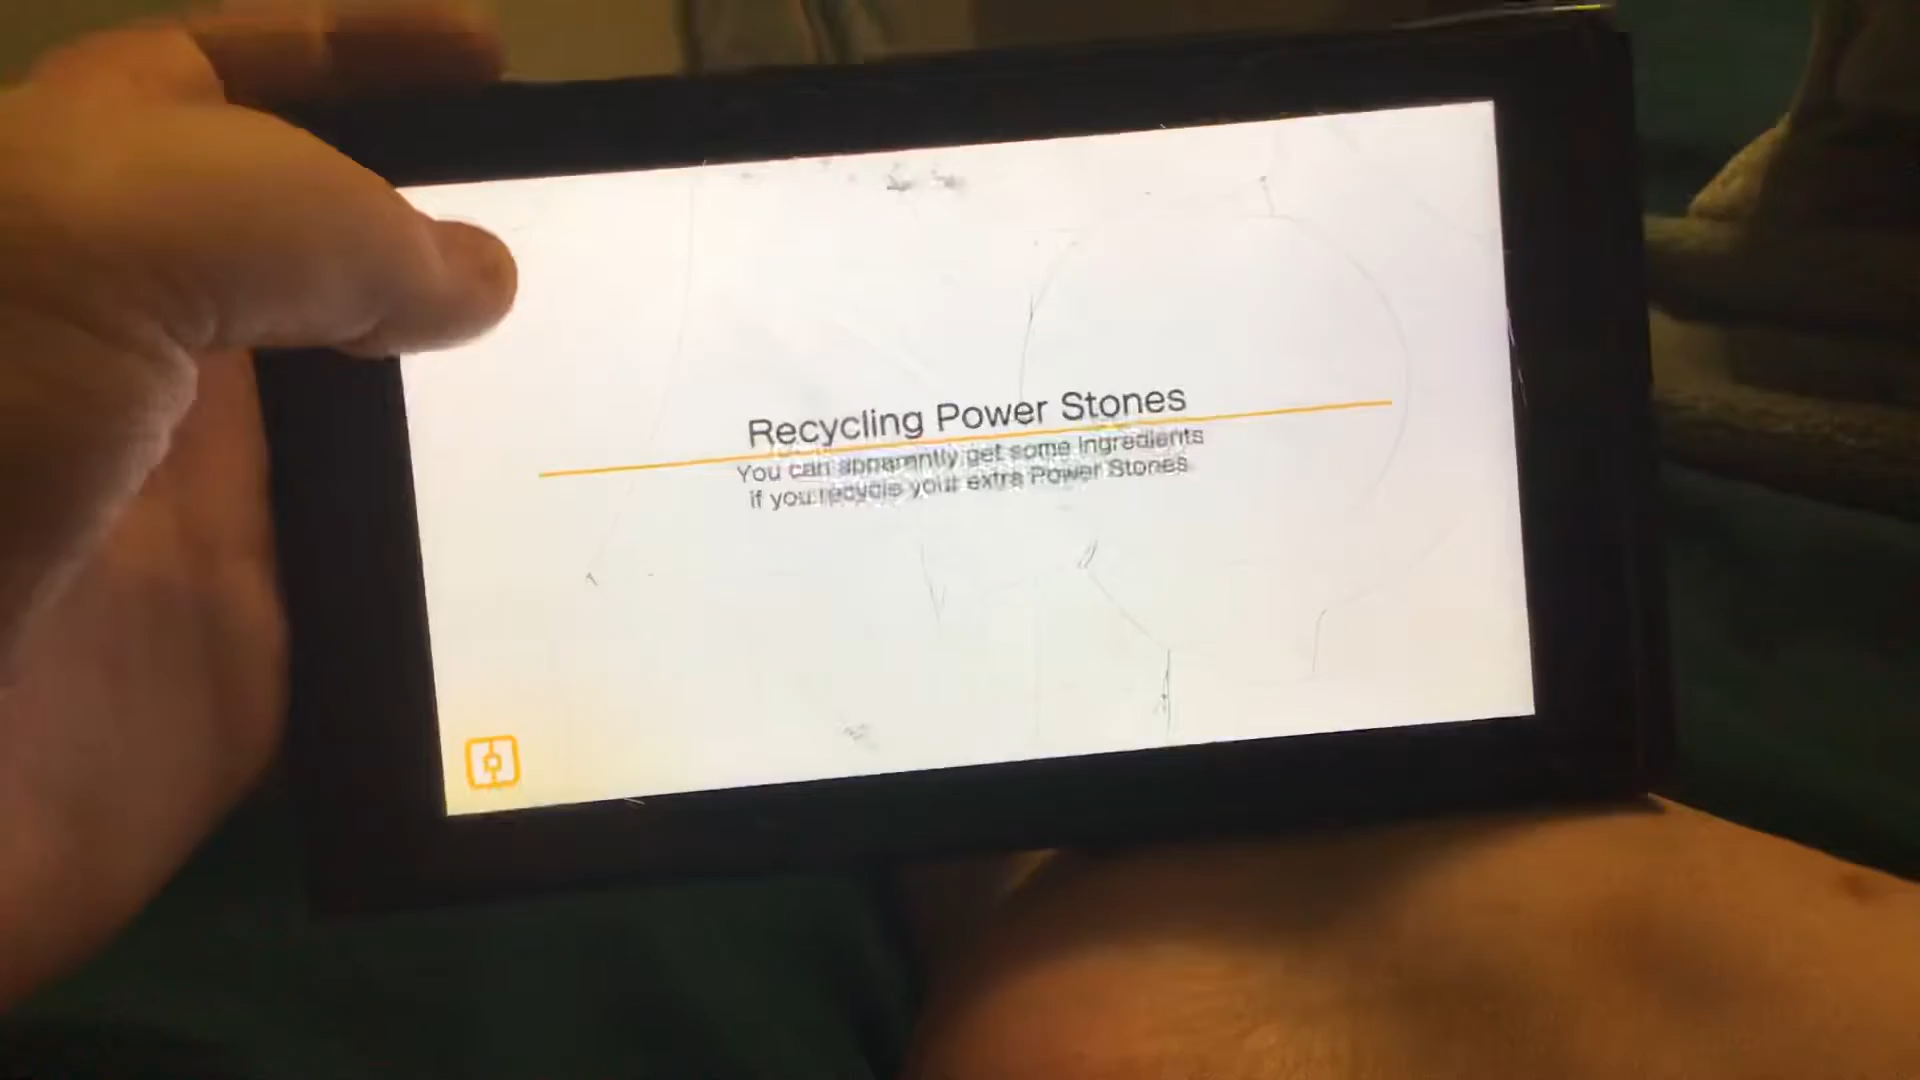 Recycling Power Stones
You can apparently get some ingredients
if you recycle your extra Power Stones